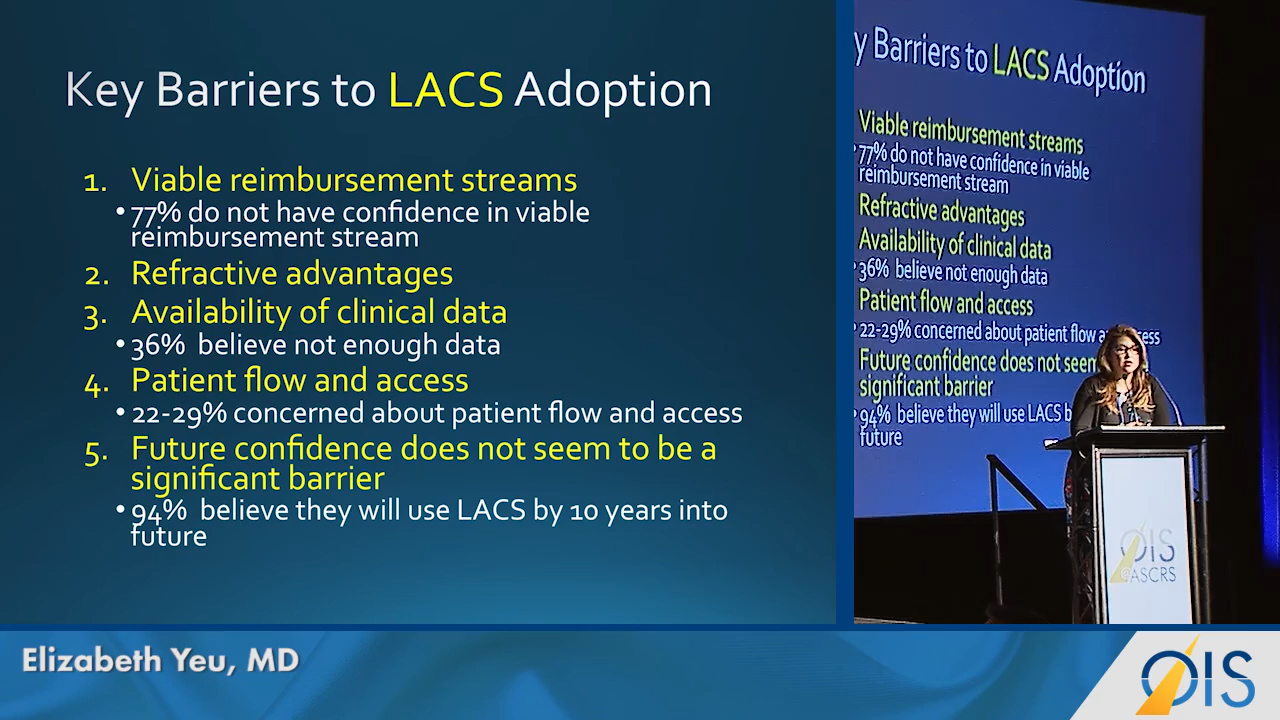 Key Barriers to LACS Adoption
1. Viable reimbursement streams
• 77% do not have confidence in viable
reimbursement stream
2. Refractive advantages
3. Availability of clinical data
• 36% believe not enough data
4. Patient flow and access
• 22-29% concerned about patient flow and access
5. Future confidence does not seem to be a
significant barrier
• 94% believe they will use LACS by 10 years into
future
y Barriers to LACS Adoption
Viable reimbursement streams
• 77% do not have confidence in viable
reimbursement stream
Refractive advantages
Availability of clinical data
• 36% believe not enough data
Patient flow and access
• 22-29% concerned about patient flow a ess
Future confidence does not seem
significant barrier
• 94% believe they will use LACS b
future
OIS
@ASCRS
Elizabeth Yeu, MD
OIS